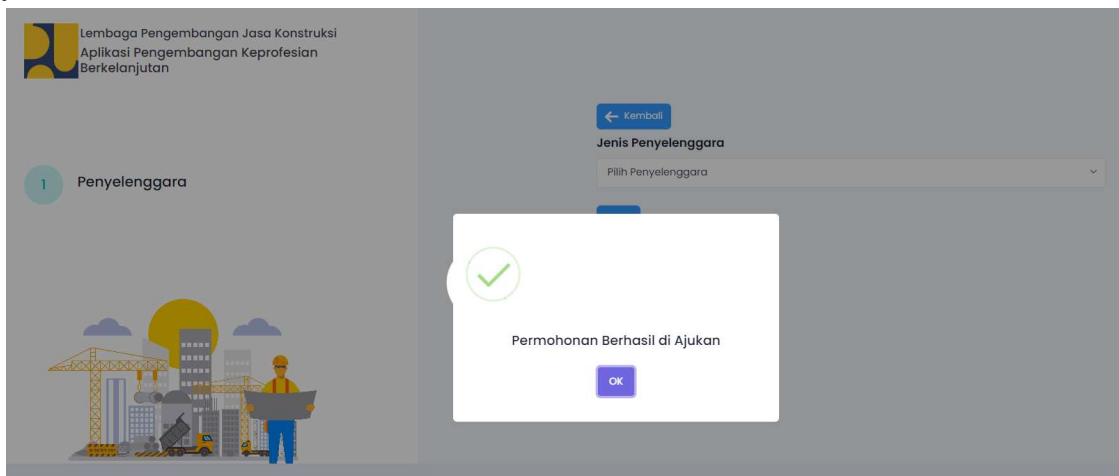 Lembaga Pengembangan Jasa Konstruksi
Aplikasi Pengembangan Keprofesian
Berkelanjutan
1 Penyelenggara
Kembali
Jenis Penyelenggara
Pilih Penyelenggara
Permohonan Berhasil di Ajukan
OK